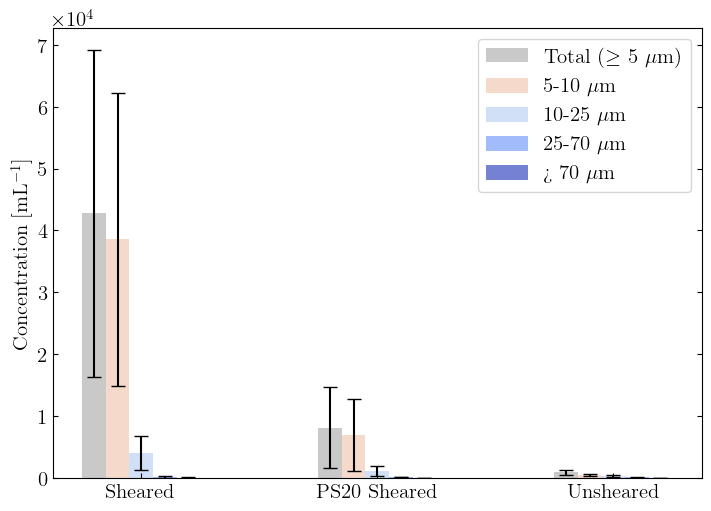 ×10⁴
7
6
5
4
3
2
1
0
Concentration [mL⁻¹]
Total (≥ 5 μm)
5-10 μm
10-25 μm
25-70 μm
¿ 70 μm
Sheared
PS20 Sheared
Unsheared